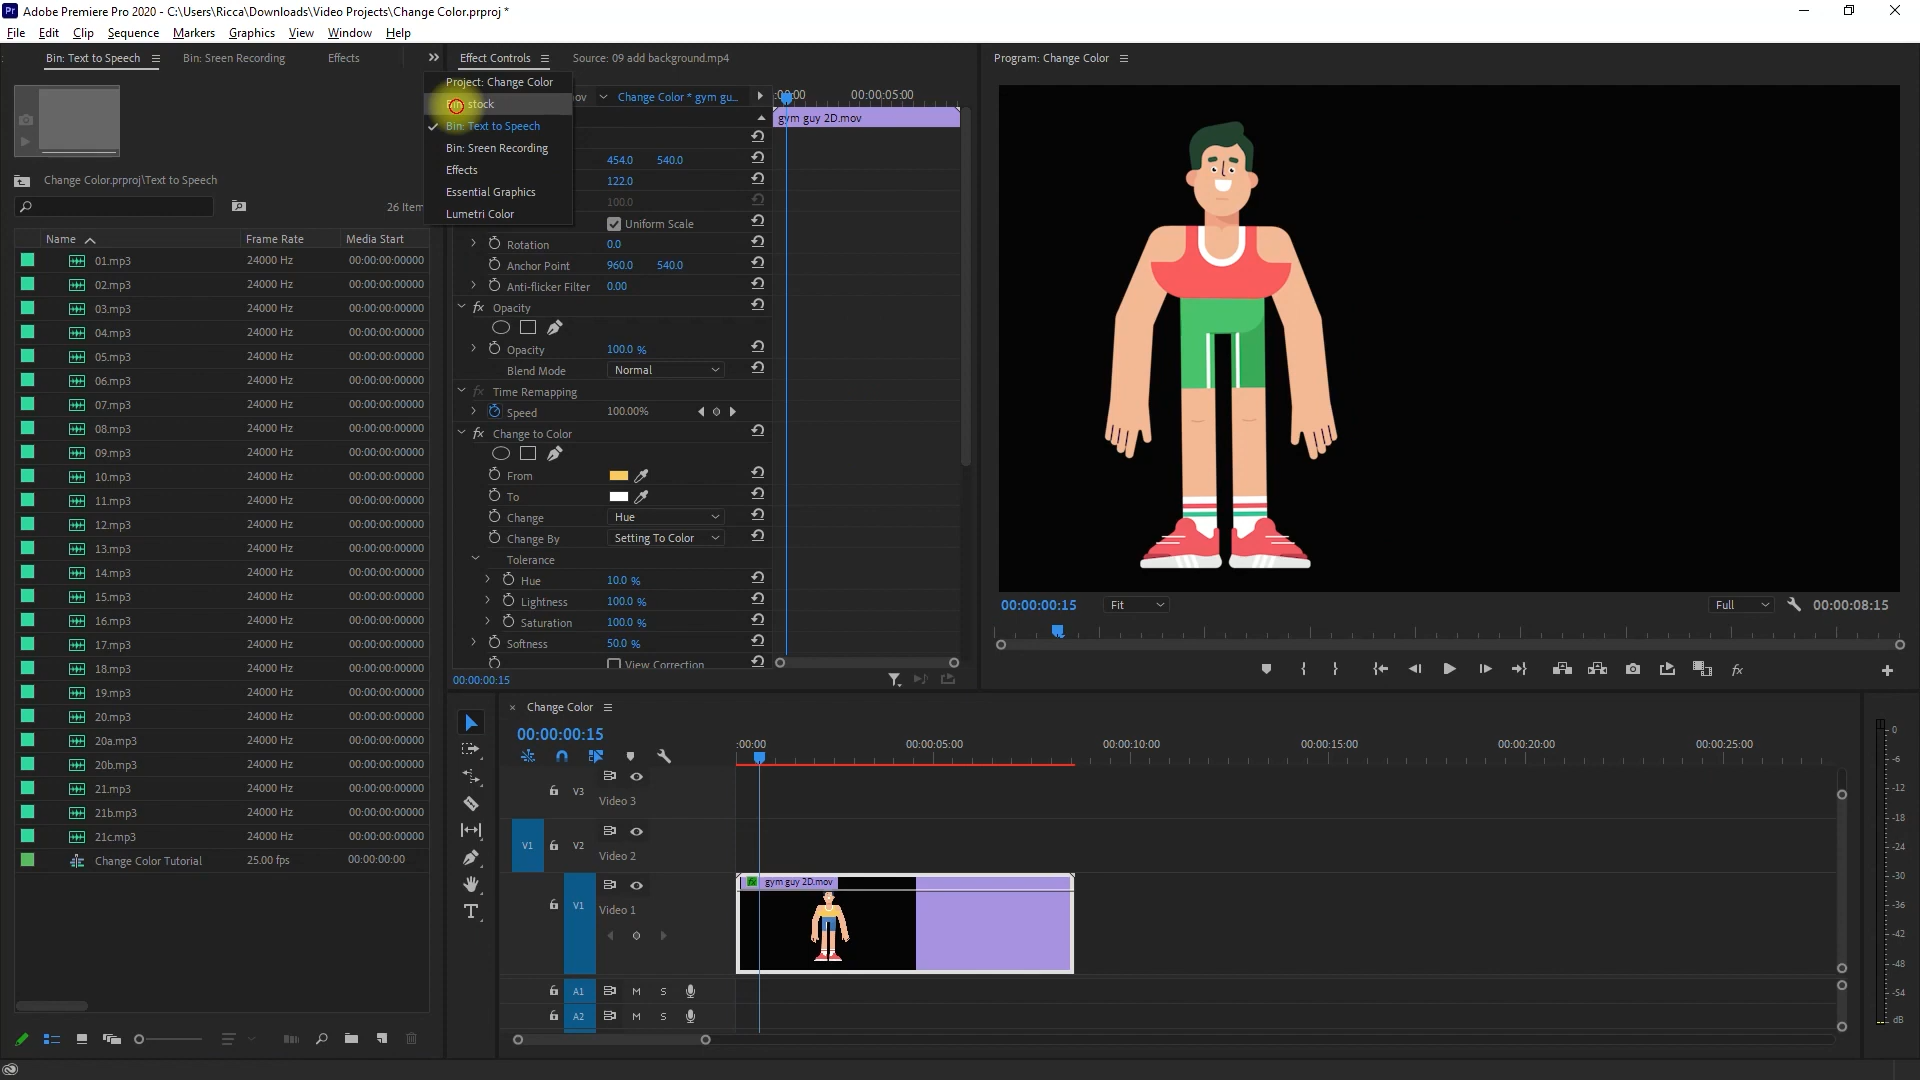 Adobe Premiere Pro 2020 - C:\Users\Ricca\Downloads\Video Projects\Change Color.prproj *
File Edit Clip Sequence Markers Graphics View Window Help
Bin: Text to Speech
Bin: Sreen Recording
Effects
Effect Controls
Source: 09 add background.mp4
Program: Change Color
Project: Change Color
Bin: stock
Bin: Text to Speech
Bin: Sreen Recording
Effects
Essential Graphics
Lumetri Color
Change Color * gym gu...
:00:00
00:00:05:00
gym guy 2D.mov
454.0 540.0
122.0
100.0
Uniform Scale
Rotation 0.0
Anchor Point 960.0 540.0
Anti-flicker Filter 0.00
fx Opacity
Opacity 100.0 %
Blend Mode Normal
fx Time Remapping
Speed 100.00%
fx Change to Color
From
To
Change Hue
Change By Setting To Color
Tolerance
Hue 10.0 %
Lightness 100.0 %
Saturation 100.0 %
Softness 50.0 %
View Correction
00:00:00:15
Change Color.prproj\Text to Speech
26 Item
Name Frame Rate Media Start
01.mp3 24000 Hz 00:00:00:00000
02.mp3 24000 Hz 00:00:00:00000
03.mp3 24000 Hz 00:00:00:00000
04.mp3 24000 Hz 00:00:00:00000
05.mp3 24000 Hz 00:00:00:00000
06.mp3 24000 Hz 00:00:00:00000
07.mp3 24000 Hz 00:00:00:00000
08.mp3 24000 Hz 00:00:00:00000
09.mp3 24000 Hz 00:00:00:00000
10.mp3 24000 Hz 00:00:00:00000
11.mp3 24000 Hz 00:00:00:00000
12.mp3 24000 Hz 00:00:00:00000
13.mp3 24000 Hz 00:00:00:00000
14.mp3 24000 Hz 00:00:00:00000
15.mp3 24000 Hz 00:00:00:00000
16.mp3 24000 Hz 00:00:00:00000
17.mp3 24000 Hz 00:00:00:00000
18.mp3 24000 Hz 00:00:00:00000
19.mp3 24000 Hz 00:00:00:00000
20.mp3 24000 Hz 00:00:00:00000
20a.mp3 24000 Hz 00:00:00:00000
20b.mp3 24000 Hz 00:00:00:00000
21.mp3 24000 Hz 00:00:00:00000
21b.mp3 24000 Hz 00:00:00:00000
21c.mp3 24000 Hz 00:00:00:00000
Change Color Tutorial 25.00 fps 00:00:00:00
00:00:00:15 Fit Full 00:00:08:15
fx
Change Color
00:00:00:15
:00:00 00:00:05:00 00:00:10:00 00:00:15:00 00:00:20:00 00:00:25:00
V3 Video 3
V1 V2 Video 2
V1 Video 1
fx gym guy 2D.mov
A1 M S
A2 M S
0
-6
-12
-18
-24
-30
-36
-42
-48
-54
dB